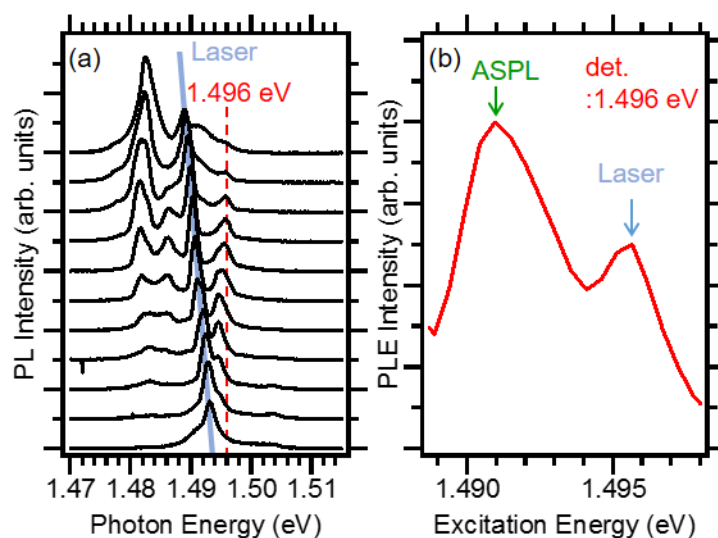 (a)
Laser
1.496 eV
PL Intensity (arb. units)
1.47 1.48 1.49 1.50 1.51
Photon Energy (eV)
(b)
ASPL
det.
:1.496 eV
Laser
PLE Intensity (arb. units)
1.490 1.495
Excitation Energy (eV)